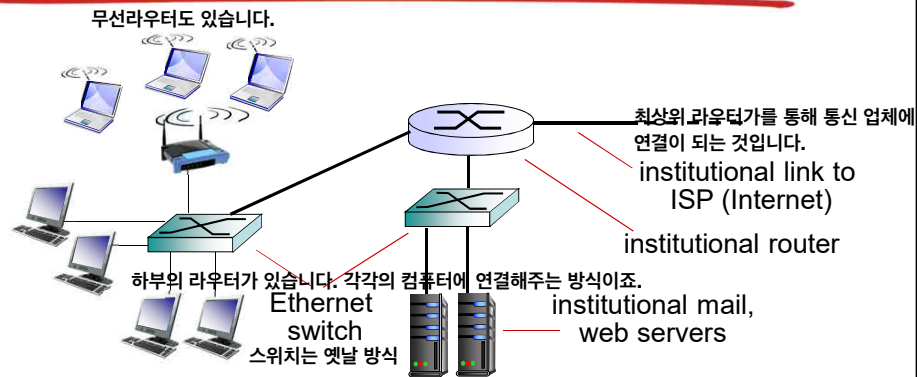 무선라우터도 있습니다.
최상위 라우터가를 통해 통신 업체에
연결이 되는 것입니다.
institutional link to
ISP (Internet)
institutional router
하부의 라우터가 있습니다. 각각의 컴퓨터에 연결해주는 방식이죠.
Ethernet
switch
institutional mail,
web servers
스위치는 옛날 방식